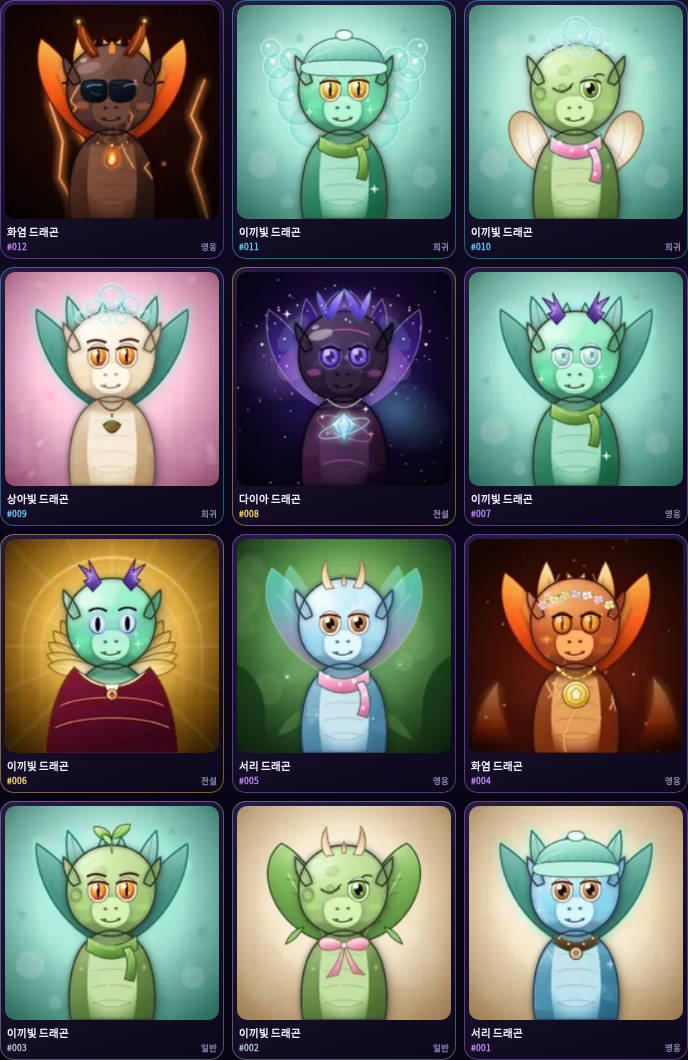 화염 드래곤
#012 영웅
이끼빛 드래곤
#011 희귀
이끼빛 드래곤
#010 희귀
상아빛 드래곤
#009 희귀
다이아 드래곤
#008 전설
이끼빛 드래곤
#007 영웅
이끼빛 드래곤
#006 전설
서리 드래곤
#005 영웅
화염 드래곤
#004 영웅
이끼빛 드래곤
#003 일반
이끼빛 드래곤
#002 일반
서리 드래곤
#001 영웅